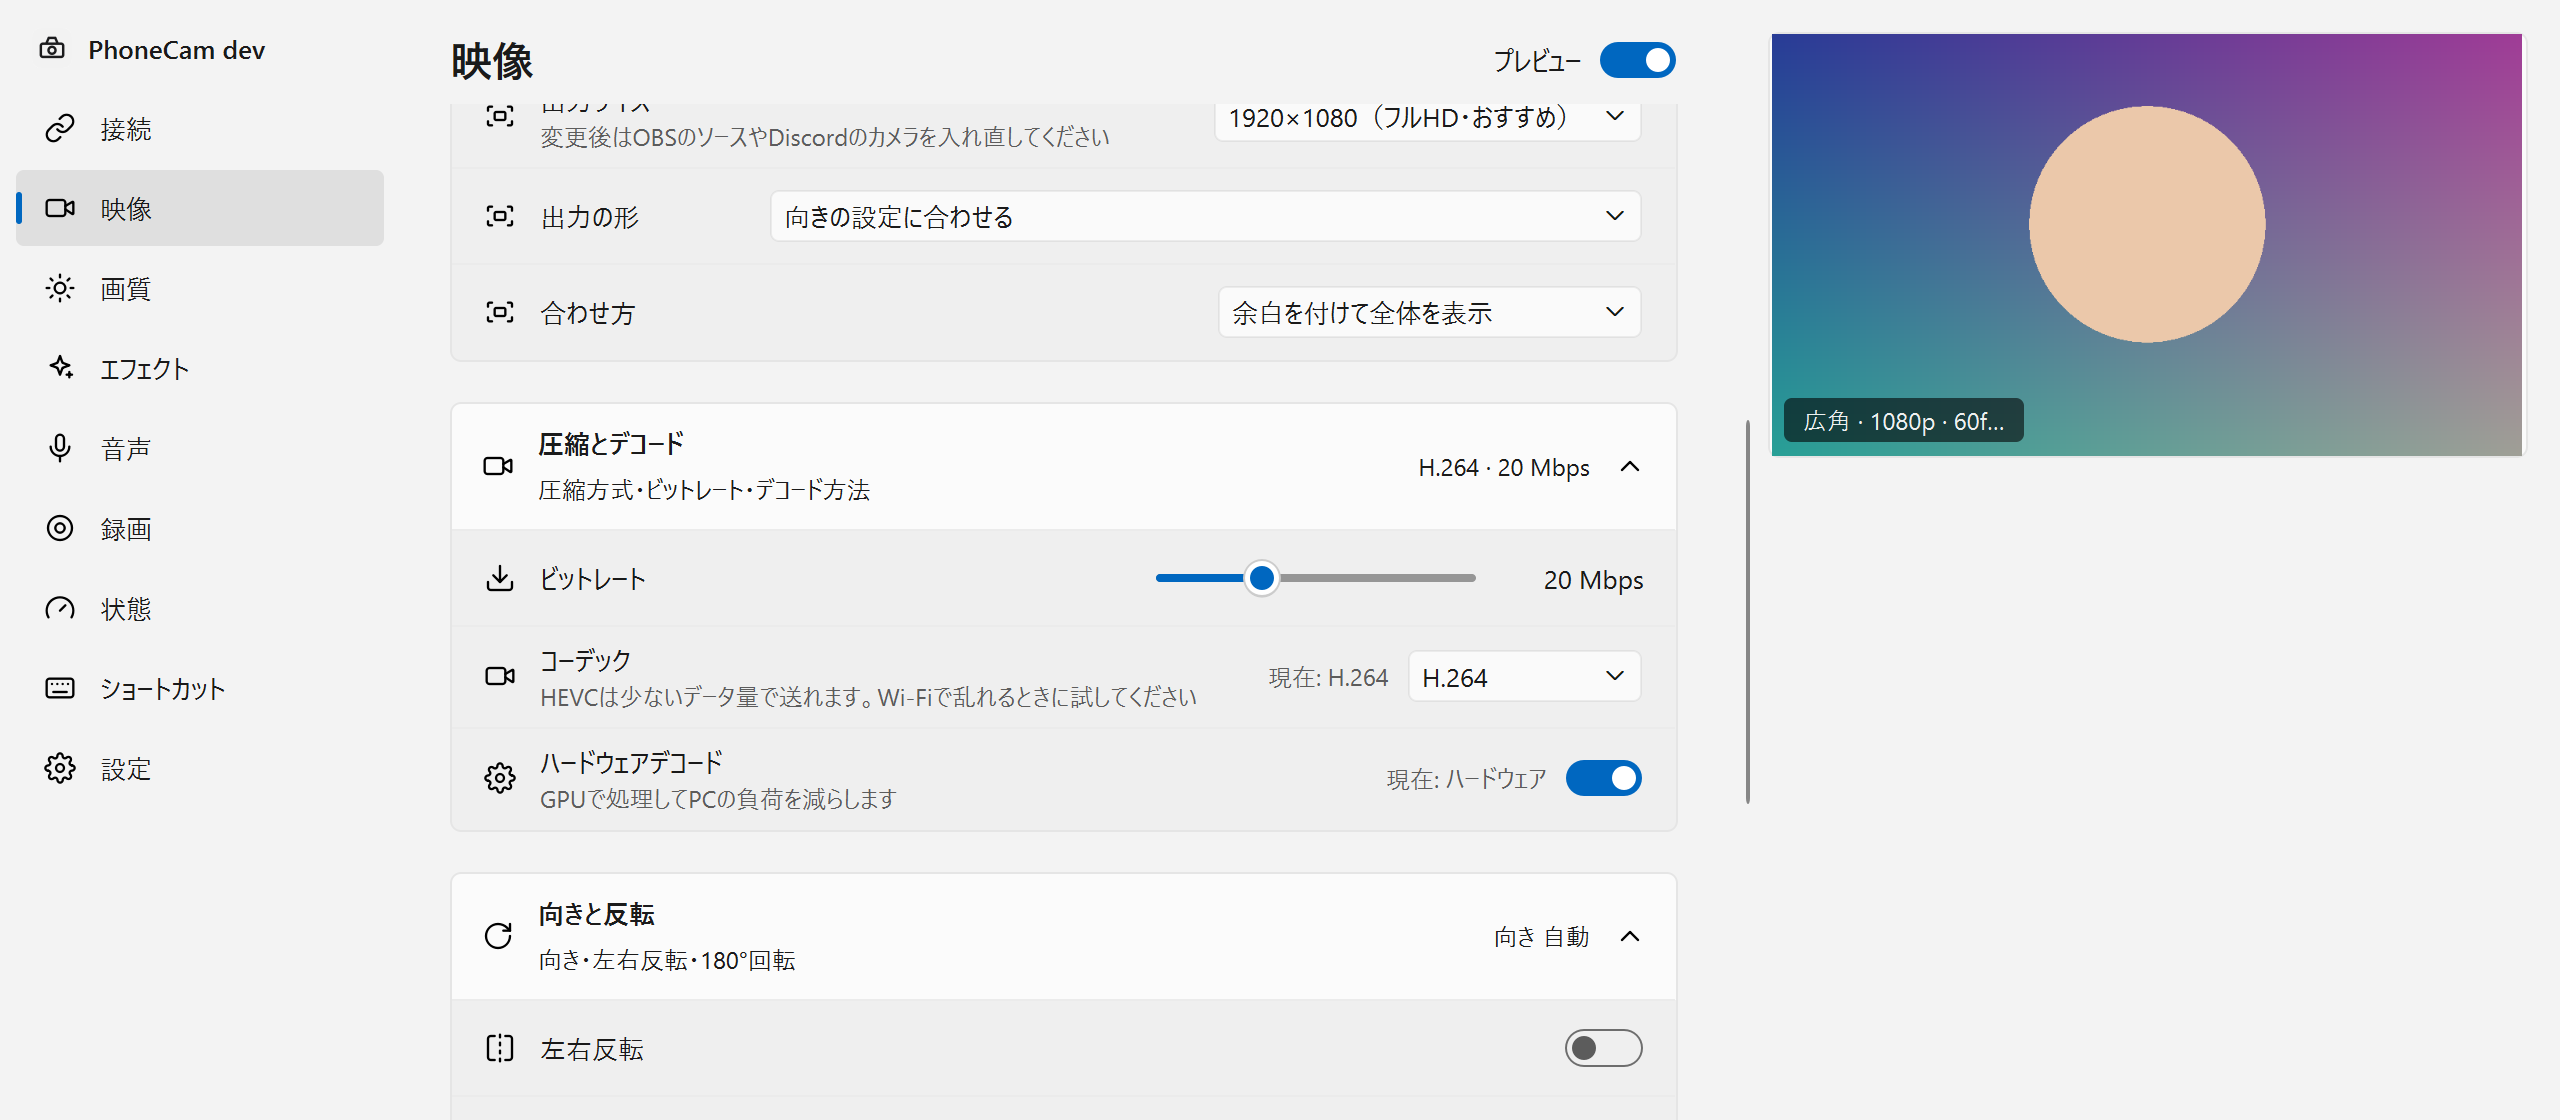 PhoneCam dev
接続
映像
画質
エフェクト
音声
録画
状態
ショートカット
設定
映像
プレビュー
出力サイズ
変更後はOBSのソースやDiscordのカメラを入れ直してください
1920×1080（フルHD・おすすめ）
出力の形
向きの設定に合わせる
合わせ方
余白を付けて全体を表示
圧縮とデコード
圧縮方式・ビットレート・デコード方法
H.264 · 20 Mbps
ビットレート
20 Mbps
コーデック
HEVCは少ないデータ量で送れます。Wi-Fiで乱れるときに試してください
現在: H.264
H.264
ハードウェアデコード
GPUで処理してPCの負荷を減らします
現在: ハードウェア
向きと反転
向き・左右反転・180°回転
向き 自動
左右反転
広角 · 1080p · 60f...